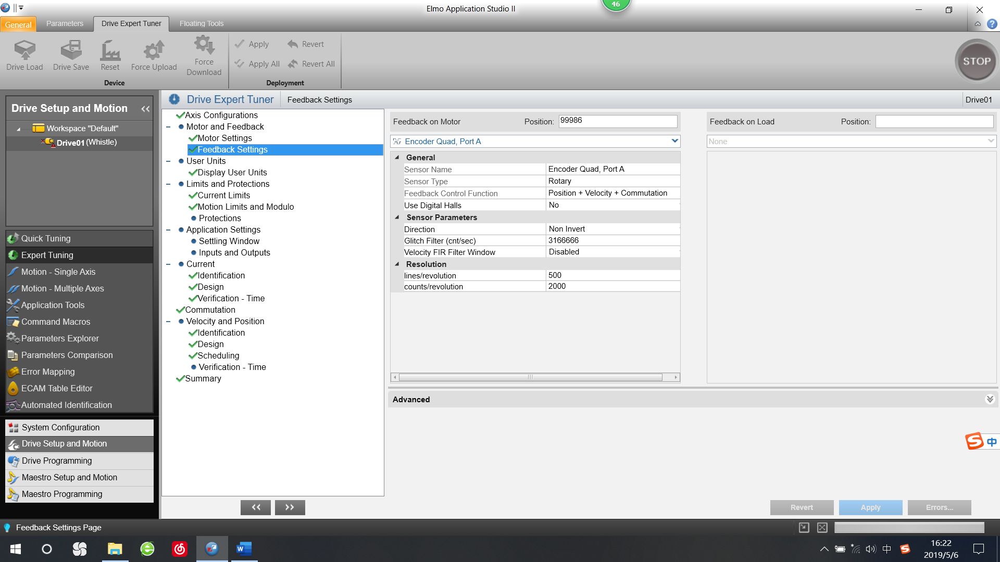 Elmo Application Studio II
46
General
Parameters
Drive Expert Tuner
Floating Tools
Drive Load
Drive Save
Reset
Force Upload
Force Download
Device
Apply
Revert
Apply All
Revert All
Deployment
STOP
Drive Setup and Motion
Workspace "Default"
Drive01 (Whistle)
Quick Tuning
Expert Tuning
Motion - Single Axis
Motion - Multiple Axes
Application Tools
Command Macros
Parameters Explorer
Parameters Comparison
Error Mapping
ECAM Table Editor
Automated Identification
System Configuration
Drive Setup and Motion
Drive Programming
Maestro Setup and Motion
Maestro Programming
Drive Expert Tuner
Feedback Settings
Drive01
Axis Configurations
Motor and Feedback
Motor Settings
Feedback Settings
User Units
Display User Units
Limits and Protections
Current Limits
Motion Limits and Modulo
Protections
Application Settings
Settling Window
Inputs and Outputs
Current
Identification
Design
Verification - Time
Commutation
Velocity and Position
Identification
Design
Scheduling
Verification - Time
Summary
<<
>>
Feedback on Motor
Position: 99986
Encoder Quad, Port A
General
Sensor Name Encoder Quad, Port A
Sensor Type Rotary
Feedback Control Function Position + Velocity + Commutation
Use Digital Halls No
Sensor Parameters
Direction Non Invert
Glitch Filter (cnt/sec) 3166666
Velocity FIR Filter Window Disabled
Resolution
lines/revolution 500
counts/revolution 2000
Feedback on Load
Position:
None
Advanced
Revert
Apply
Errors...
S 中
Feedback Settings Page
中
16:22
2019/5/6